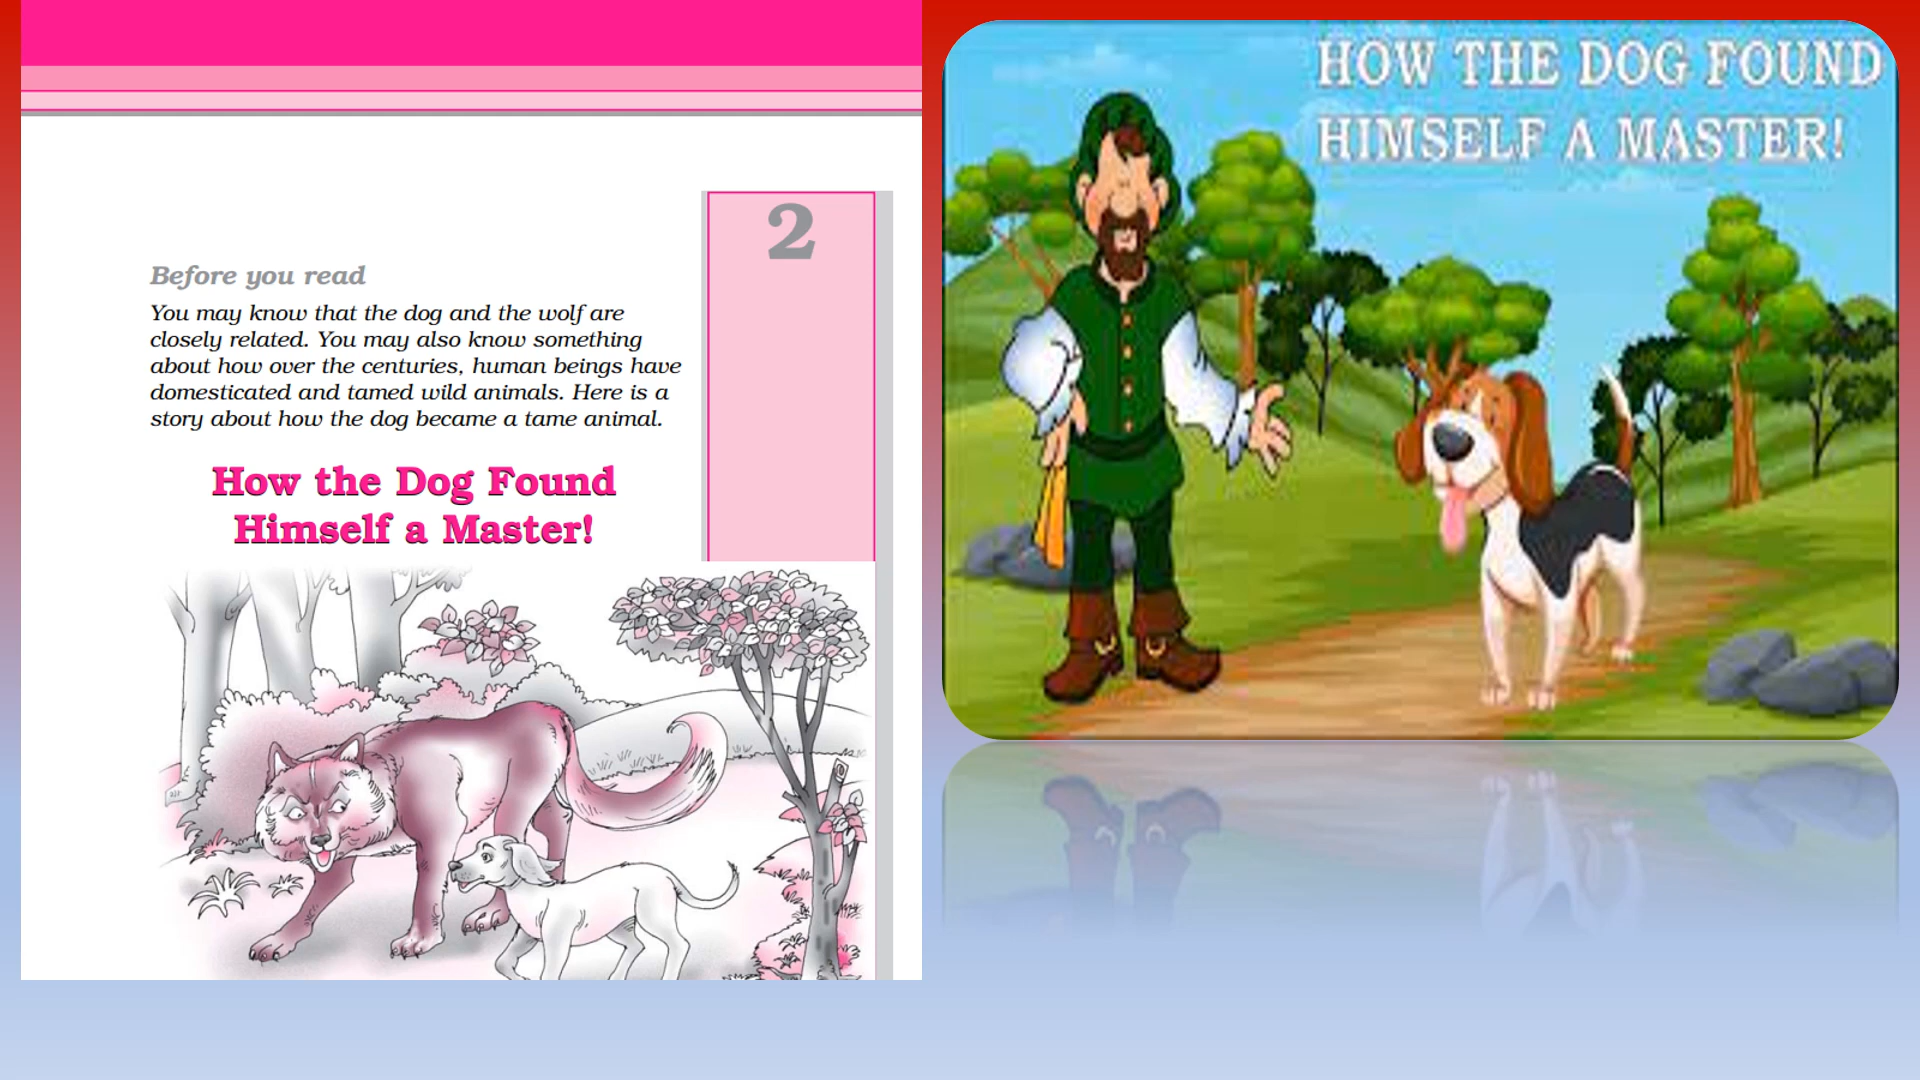 2
Before you read
You may know that the dog and the wolf are
closely related. You may also know something
about how over the centuries, human beings have
domesticated and tamed wild animals. Here is a
story about how the dog became a tame animal.
How the Dog Found
Himself a Master!
HOW THE DOG FOUND
HIMSELF A MASTER!